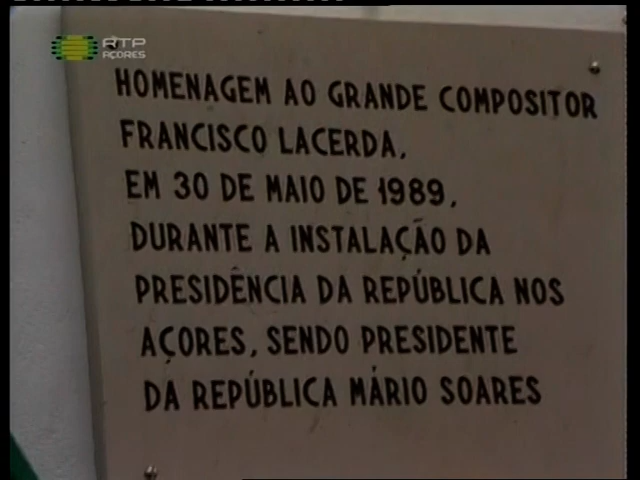 RTP
AÇORES
HOMENAGEM AO GRANDE COMPOSITOR
FRANCISCO LACERDA,
EM 30 DE MAIO DE 1989,
DURANTE A INSTALAÇÃO DA
PRESIDÊNCIA DA REPÚBLICA NOS
AÇORES, SENDO PRESIDENTE
DA REPÚBLICA MÁRIO SOARES